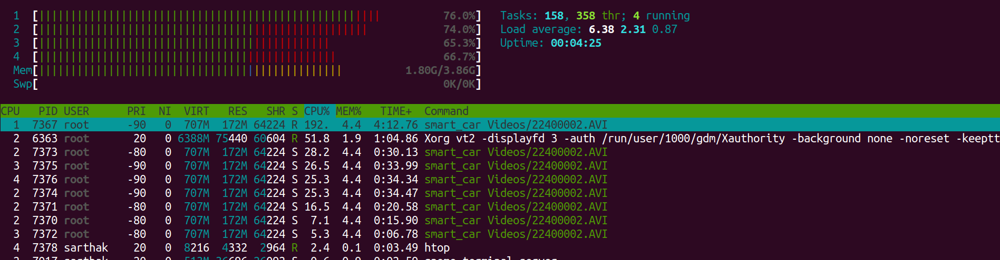 1 [ 76.0%] Tasks: 158, 358 thr; 4 running
2 [ 74.0%] Load average: 6.38 2.31 0.87
3 [ 65.3%] Uptime: 00:04:25
4 [ 66.7%]
Mem[ 1.80G/3.86G]
Swp[ 0K/0K]
CPU PID USER PRI NI VIRT RES SHR S CPU% MEM% TIME+ Command
1 7367 root -90 0 707M 172M 64224 R 192. 4.4 4:12.76 smart_car Videos/22400002.AVI
2 6363 root 20 0 6388M 75440 60604 R 51.8 1.9 1:04.86 Xorg vt2 -displayfd 3 -auth /run/user/1000/gdm/Xauthority -background none -noreset -keeptt
2 7373 root -80 0 707M 172M 64224 S 28.2 4.4 0:30.13 smart_car Videos/22400002.AVI
3 7375 root -90 0 707M 172M 64224 S 26.5 4.4 0:33.99 smart_car Videos/22400002.AVI
4 7376 root -90 0 707M 172M 64224 S 25.3 4.4 0:34.34 smart_car Videos/22400002.AVI
2 7374 root -90 0 707M 172M 64224 S 25.3 4.4 0:34.47 smart_car Videos/22400002.AVI
2 7371 root -80 0 707M 172M 64224 S 16.5 4.4 0:20.58 smart_car Videos/22400002.AVI
2 7370 root -80 0 707M 172M 64224 S 7.1 4.4 0:15.90 smart_car Videos/22400002.AVI
3 7372 root -80 0 707M 172M 64224 S 5.3 4.4 0:06.78 smart_car Videos/22400002.AVI
4 7378 sarthak 20 0 8216 4332 2964 R 2.4 0.1 0:03.49 htop